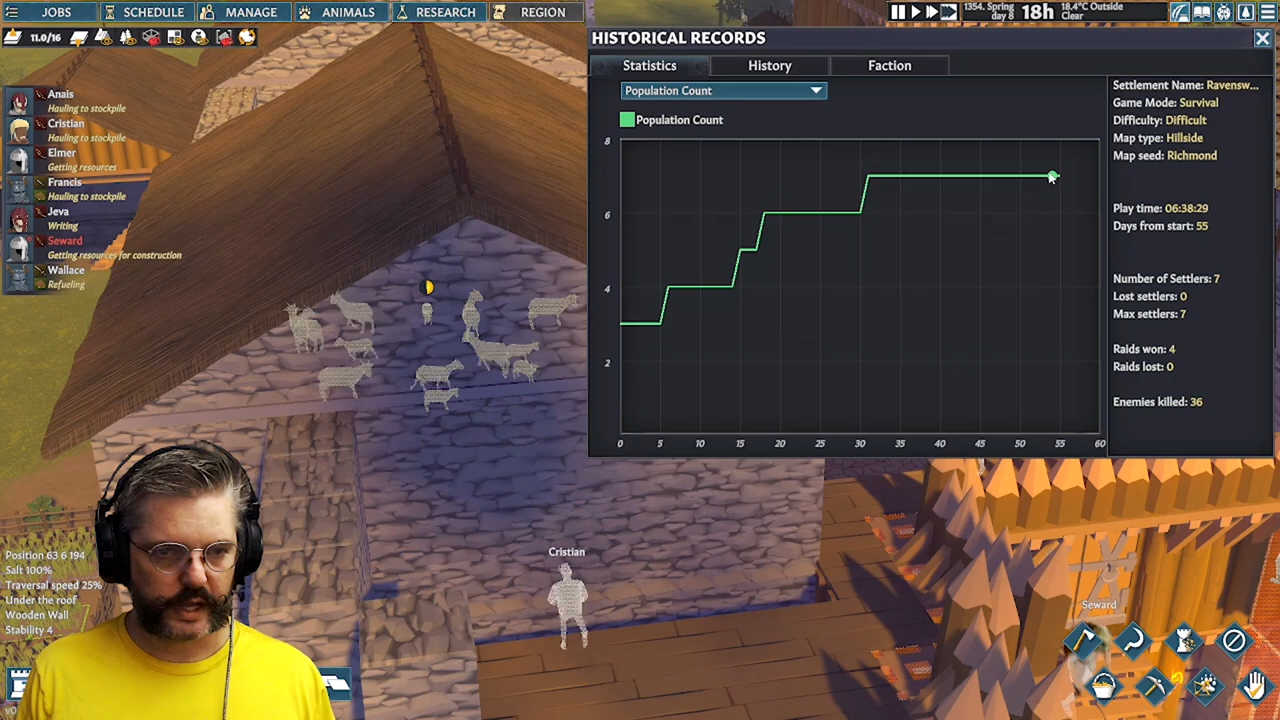 JOBS SCHEDULE MANAGE ANIMALS RESEARCH REGION
11.0/16
1354. Spring
day 8
18h
18.4°C Outside
Clear
Anais
Hauling to stockpile
Cristian
Hauling to stockpile
Elmer
Getting resources
Francis
Hauling to stockpile
Jeva
Writing
Seward
Getting resources for construction
Wallace
Refueling
HISTORICAL RECORDS
Statistics History Faction
Population Count
Population Count
8
6
4
2
0 5 10 15 20 25 30 35 40 45 50 55 60
Settlement Name: Ravensw...
Game Mode: Survival
Difficulty: Difficult
Map type: Hillside
Map seed: Richmond
Play time: 06:38:29
Days from start: 55
Number of Settlers: 7
Lost settlers: 0
Max settlers: 7
Raids won: 4
Raids lost: 0
Enemies killed: 36
Cristian
Seward
Position 63 6 194
Salt 100%
Traversal speed 25%
Under the roof
Wooden Wall
Stability 4